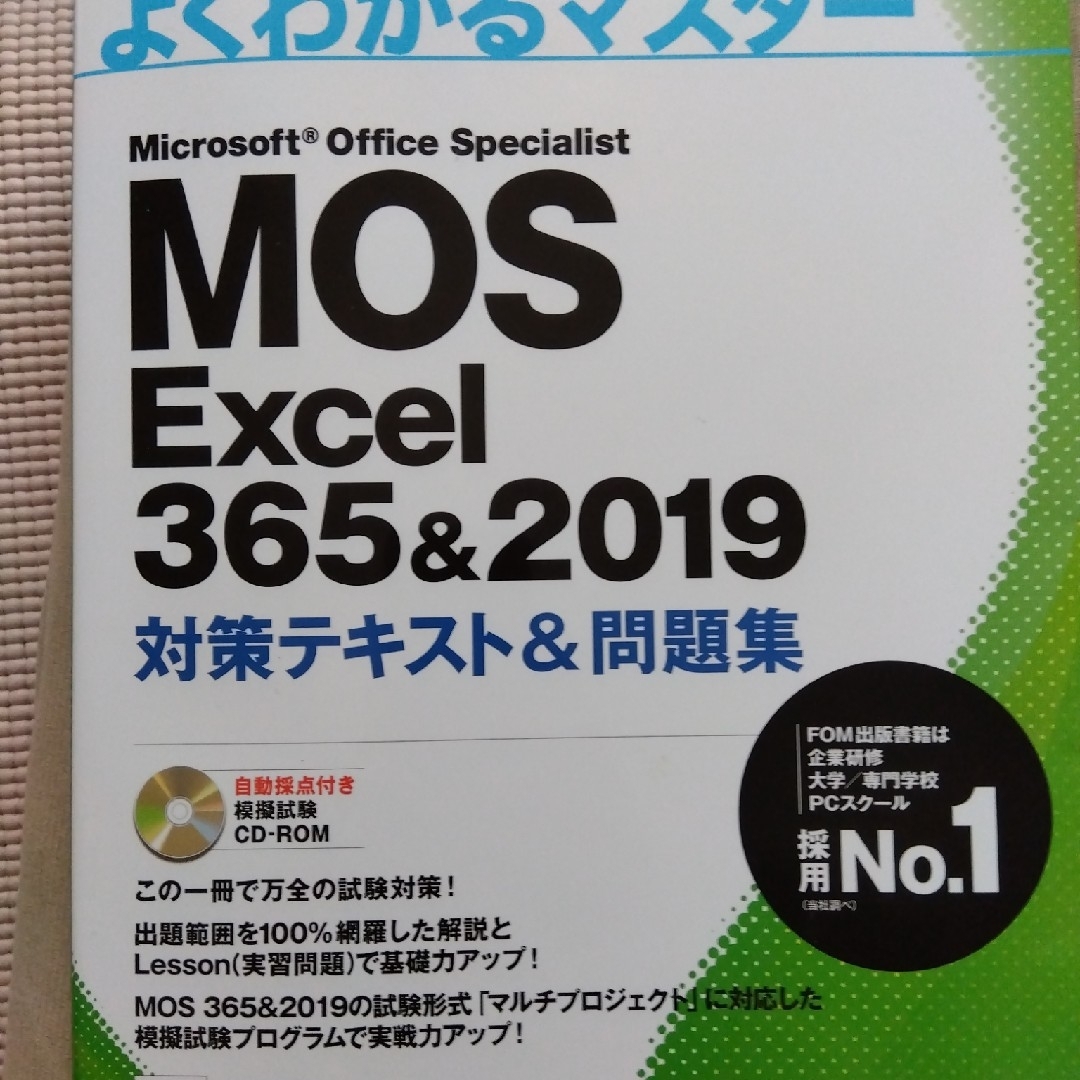 よくわかるマスター
Microsoft® Office Specialist
MOS
Excel
365&2019
対策テキスト&問題集
FOM出版書籍は
企業研修
大学/専門学校
PCスクール
採用No.1
(当社調べ)
自動採点付き
模擬試験
CD-ROM
この一冊で万全の試験対策!
出題範囲を100%網羅した解説と
Lesson(実習問題)で基礎力アップ!
MOS 365&2019の試験形式「マルチプロジェクト」に対応した
模擬試験プログラムで実戦力アップ!